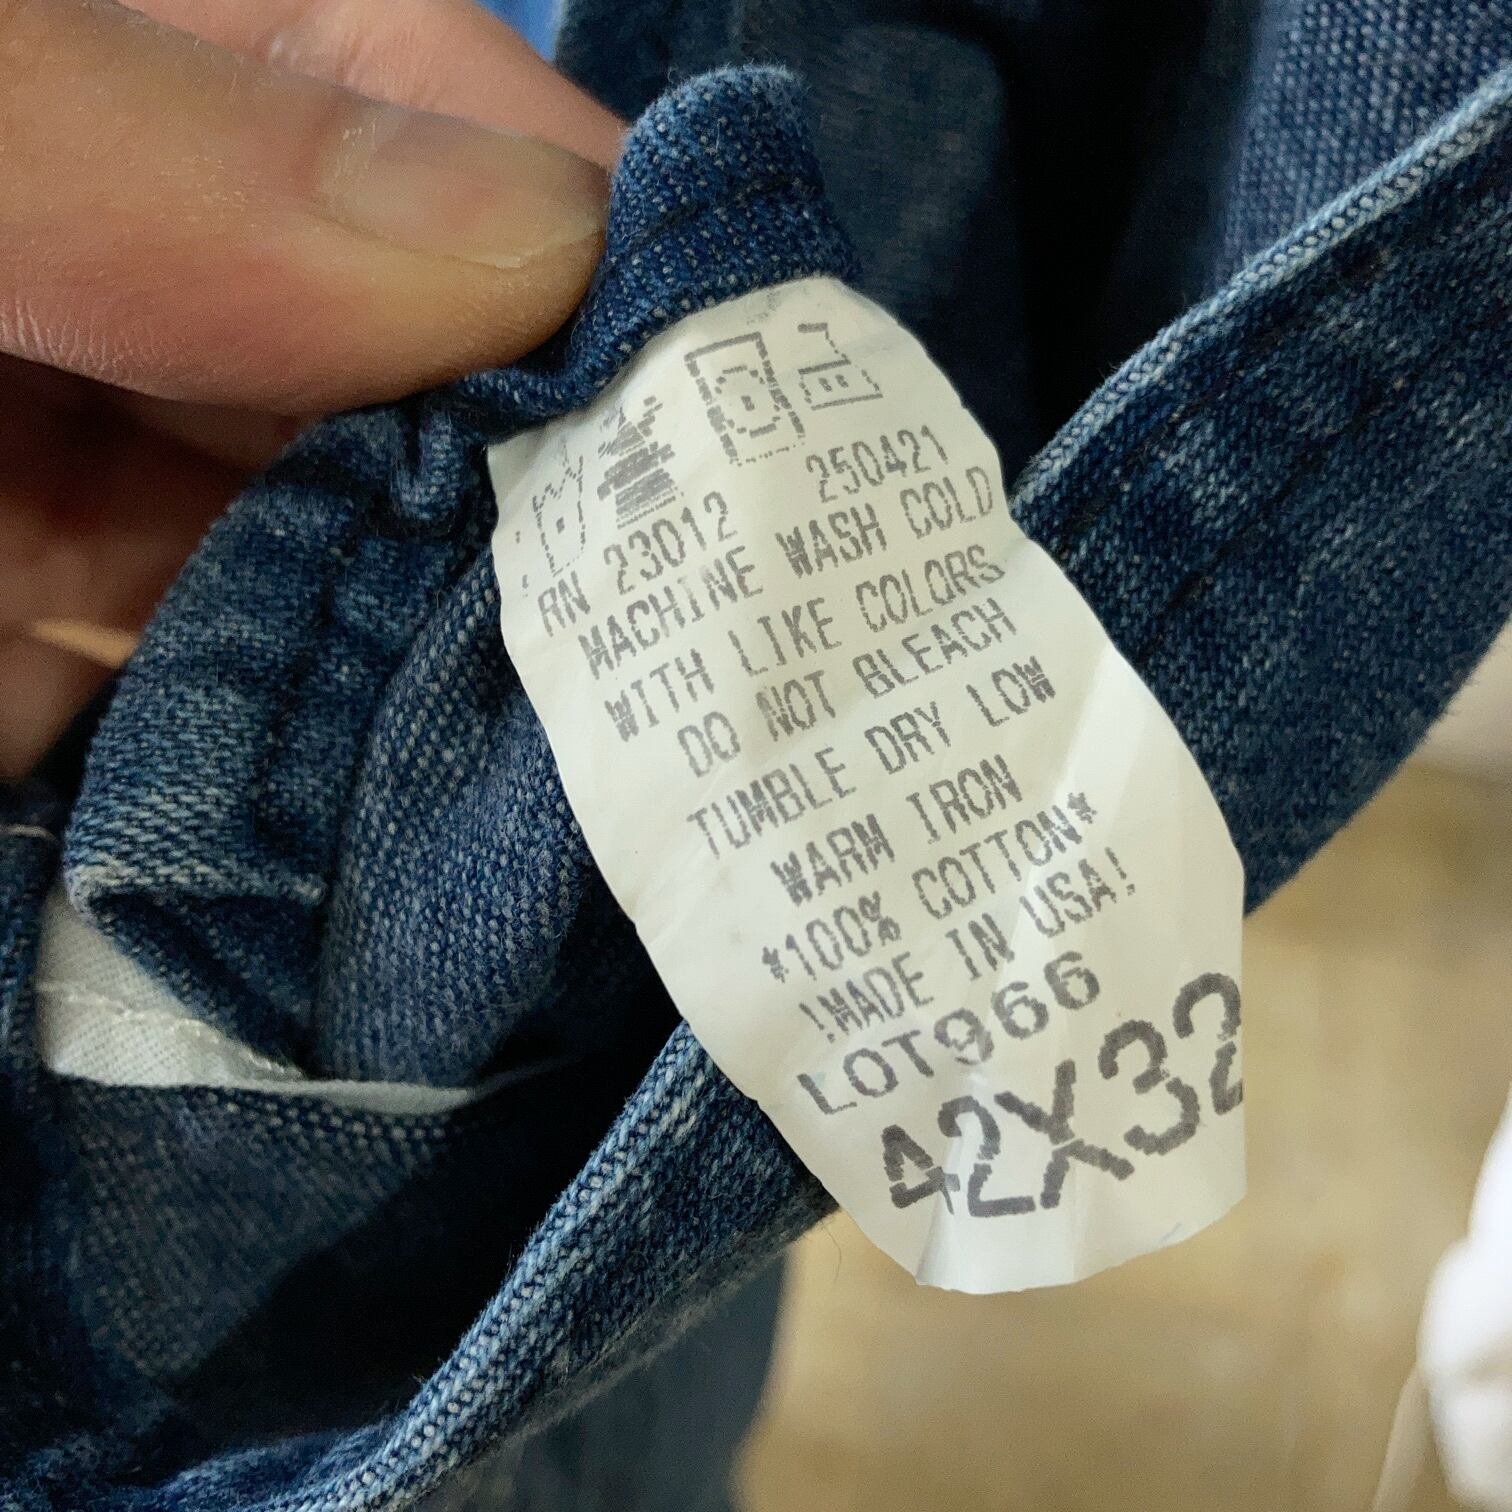 RN 23012 250421
MACHINE WASH COLD
WITH LIKE COLORS
DO NOT BLEACH
TUMBLE DRY LOW
WARM IRON
*100% COTTON*
!MADE IN USA!
LOT966
42X32